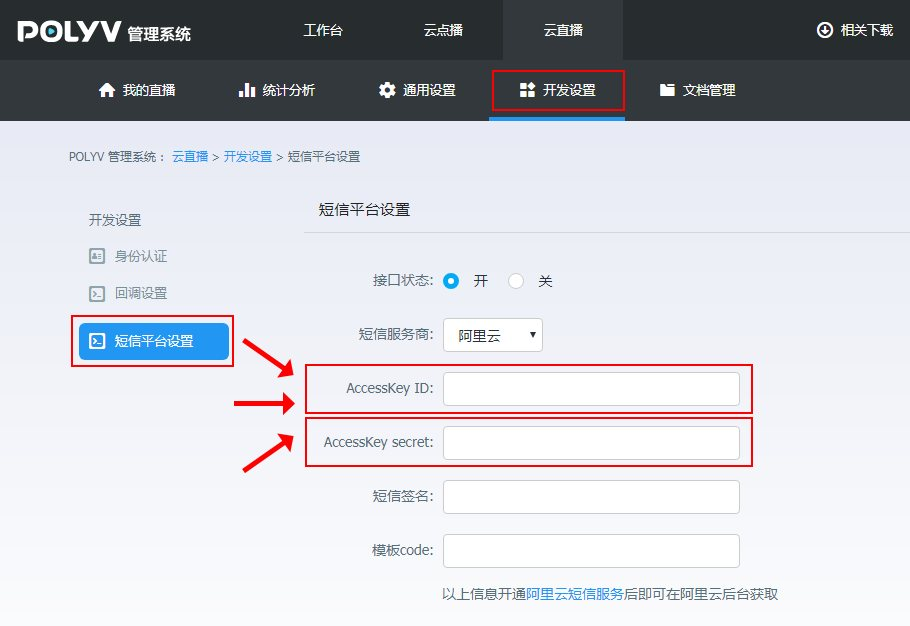 POLYV 管理系统 工作台 云点播 云直播 相关下载
我的直播 统计分析 通用设置 开发设置 文档管理
POLYV 管理系统： 云直播 > 开发设置 > 短信平台设置
短信平台设置
开发设置
身份认证
回调设置
短信平台设置
接口状态: 开 关
短信服务商: 阿里云
AccessKey ID:
AccessKey secret:
短信签名:
模板code:
以上信息开通阿里云短信服务后即可在阿里云后台获取